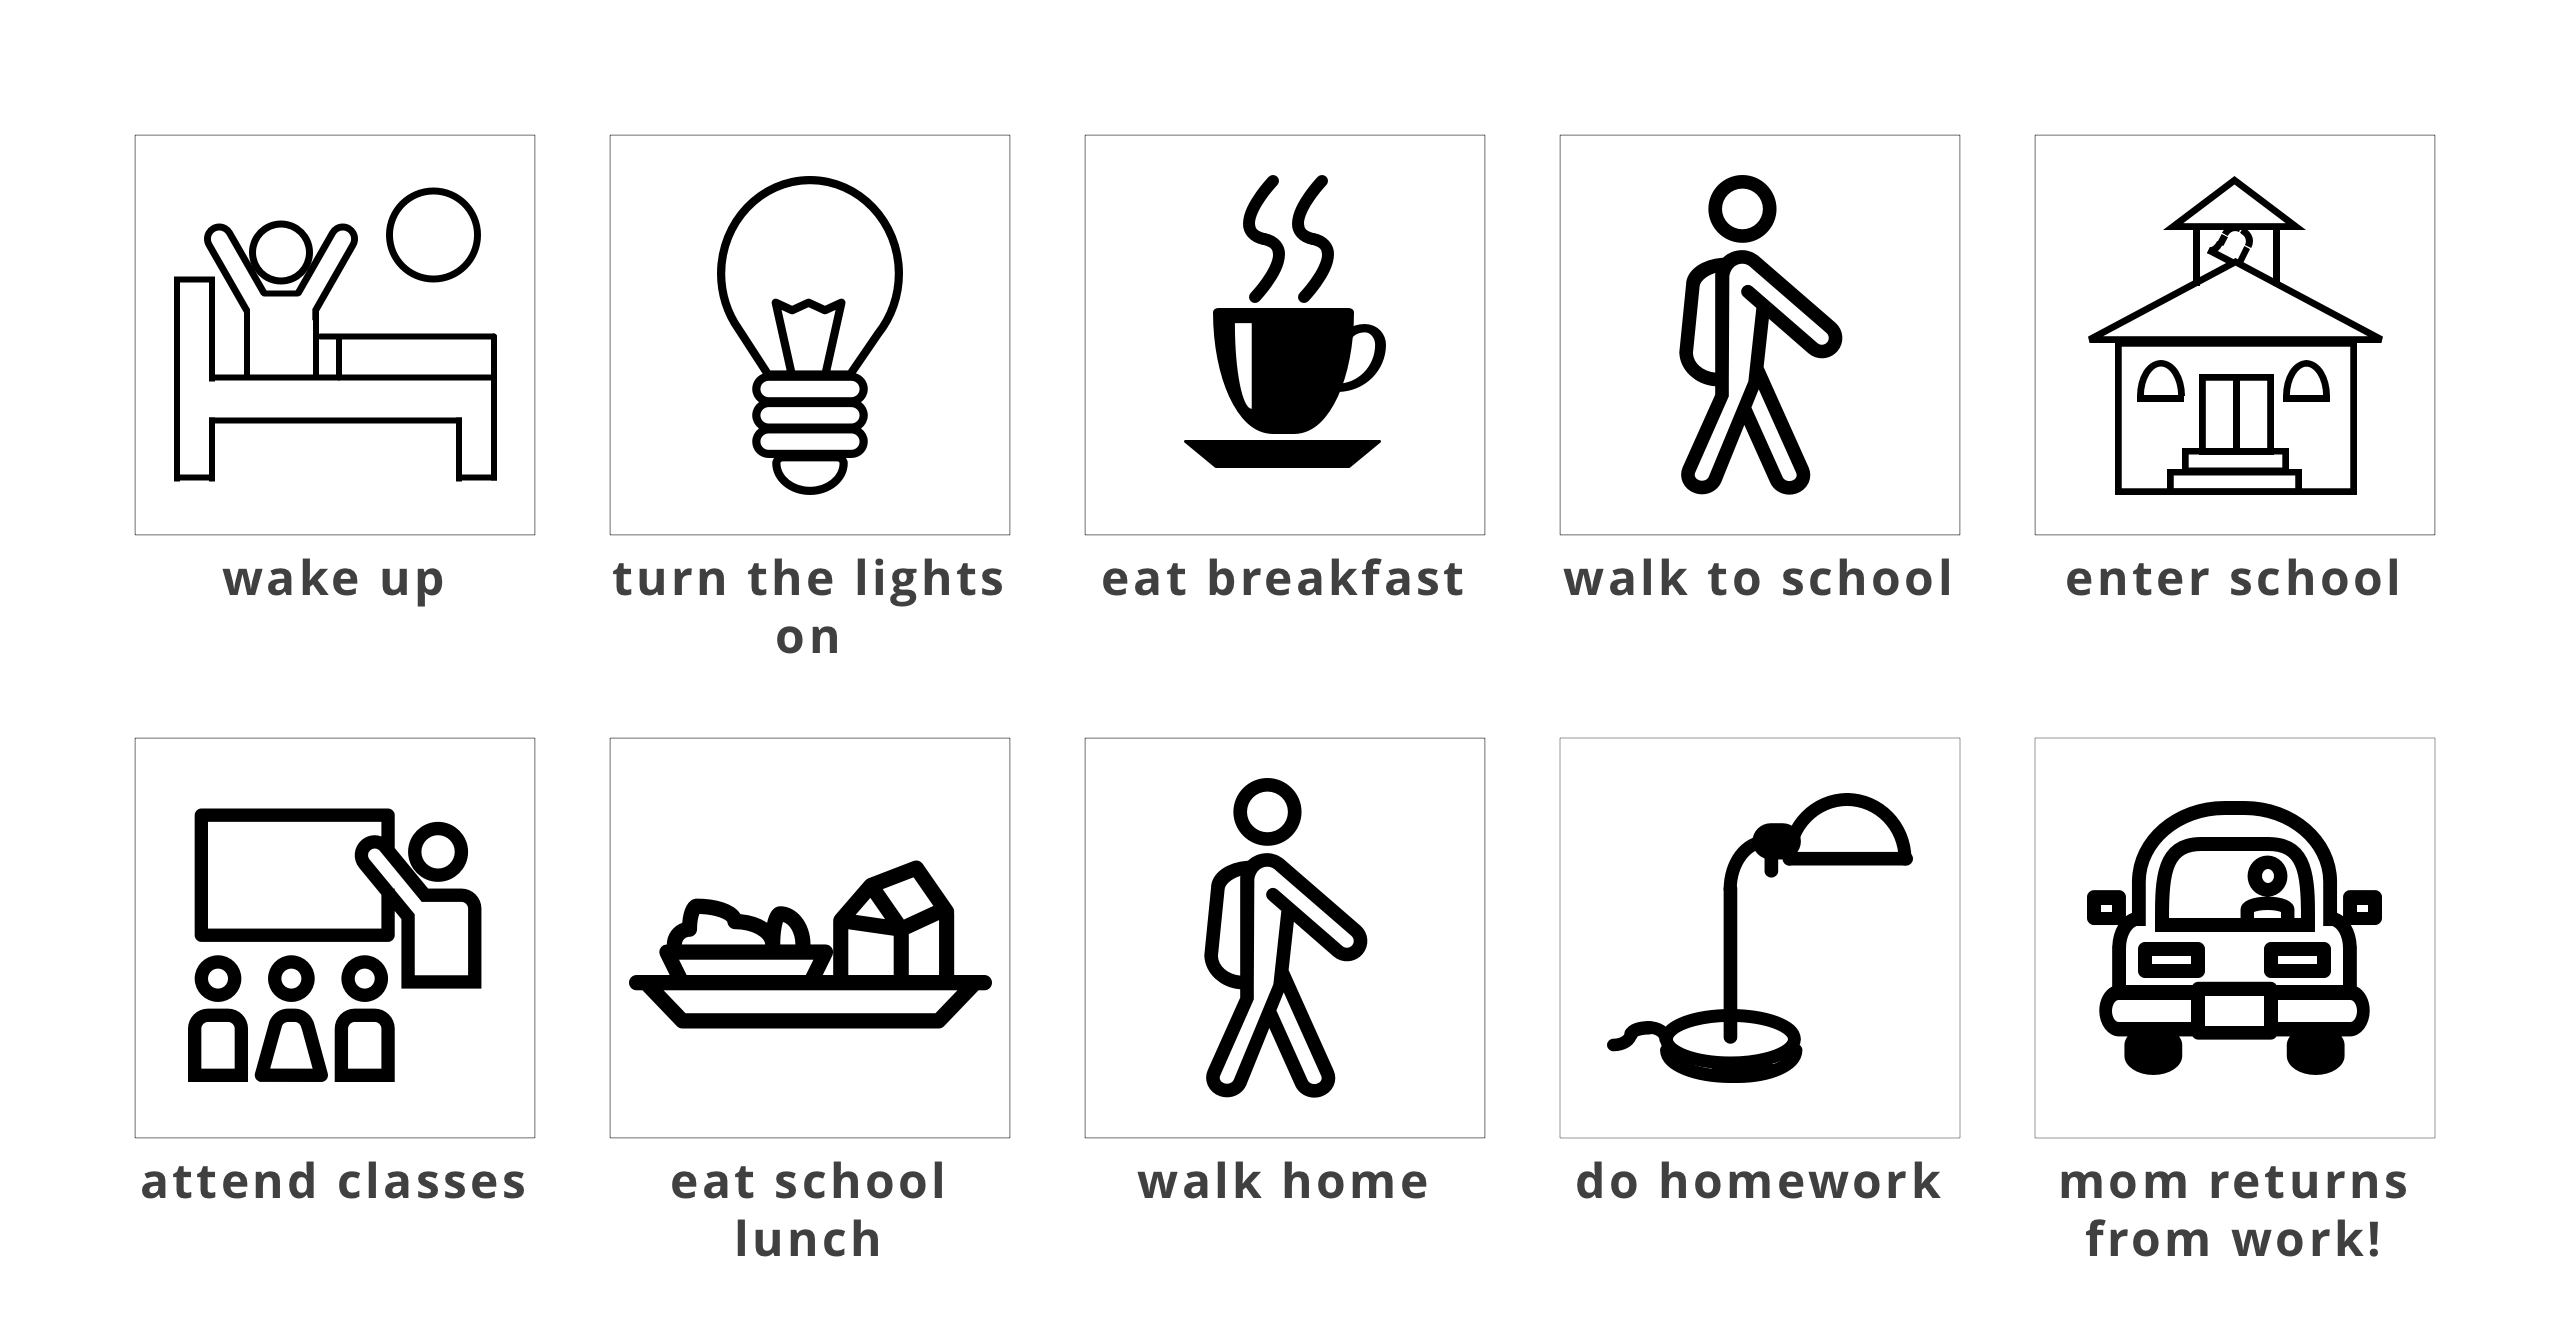 wake up
turn the lights
on
eat breakfast
walk to school
enter school
attend classes
eat school
lunch
walk home
do homework
mom returns
from work!